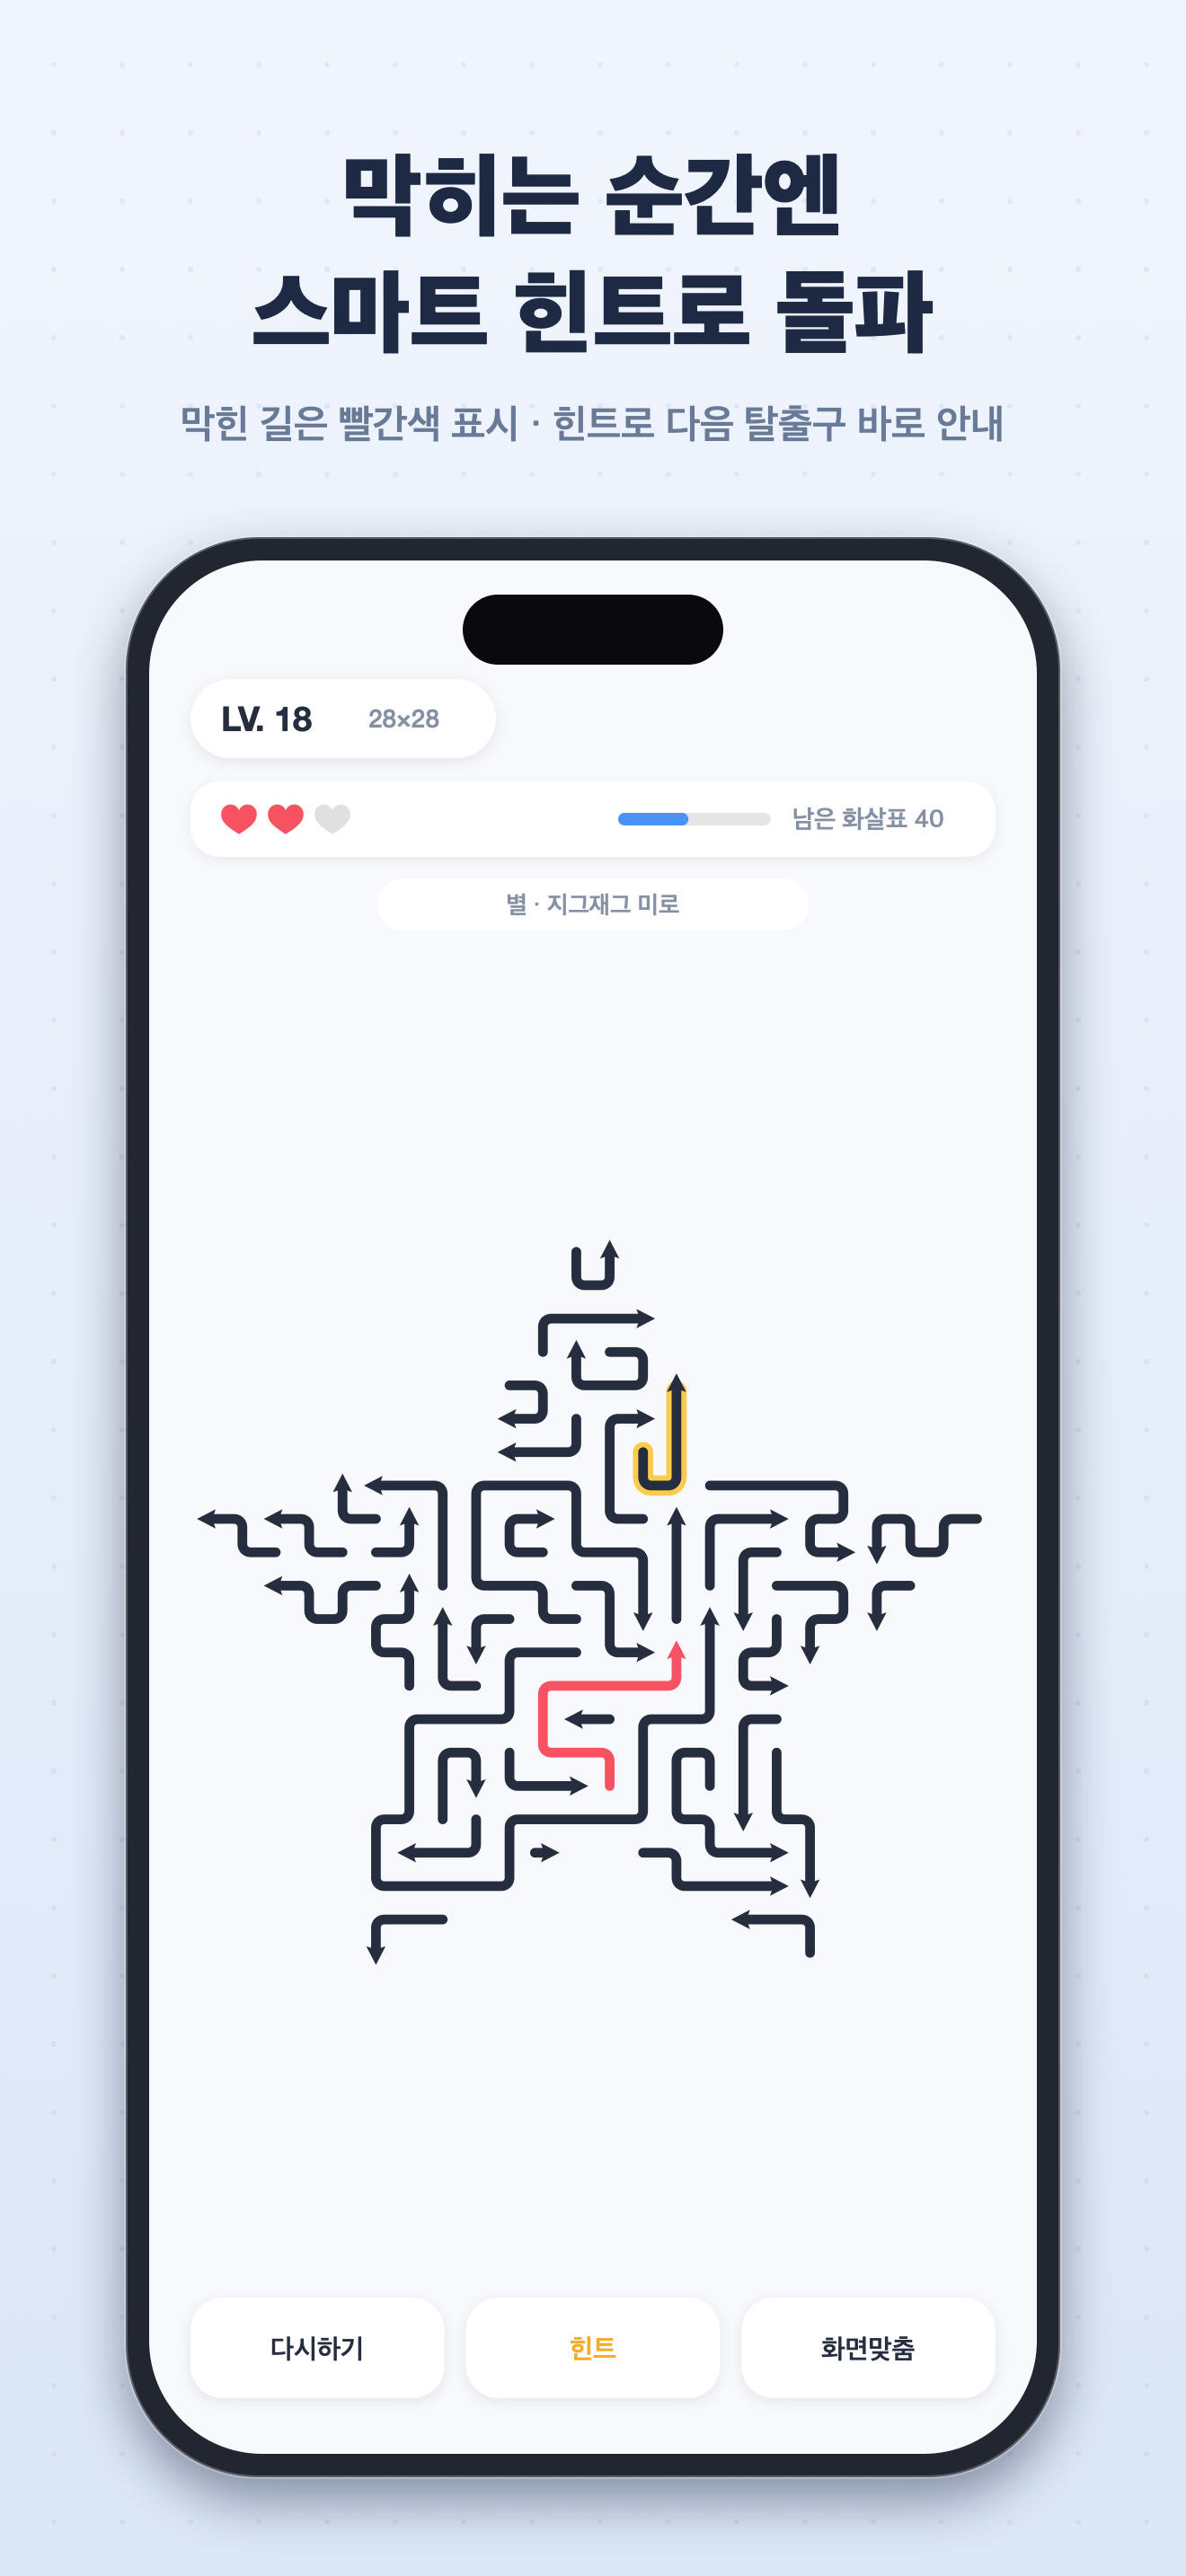 막히는 순간엔
스마트 힌트로 돌파
막힌 길은 빨간색 표시 · 힌트로 다음 탈출구 바로 안내
LV. 18 28×28
남은 화살표 40
별 · 지그재그 미로
다시하기 힌트 화면맞춤